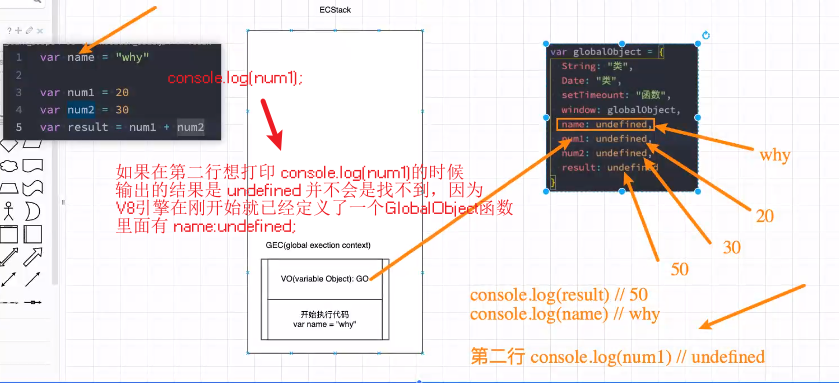 ECStack
1 var name = "why"
2
console.log(num1);
3 var num1 = 20
4 var num2 = 30
5 var result = num1 + num2
如果在第二行想打印 console.log(num1)的时候
输出的结果是 undefined 并不会是找不到，因为
V8引擎在刚开始就已经定义了一个GlobalObject函数
里面有 name:undefined;
GEC(global exection context)
VO(variable Object): GO
开始执行代码
var name = "why"
var globalObject = {
String: "类",
Date: "类",
setTimeout: "函数",
window: globalObject,
name: undefined,
num1: undefined,
num2: undefined,
result: undefined
}
why
20
30
50
console.log(result) // 50
console.log(name) // why
第二行 console.log(num1) // undefined